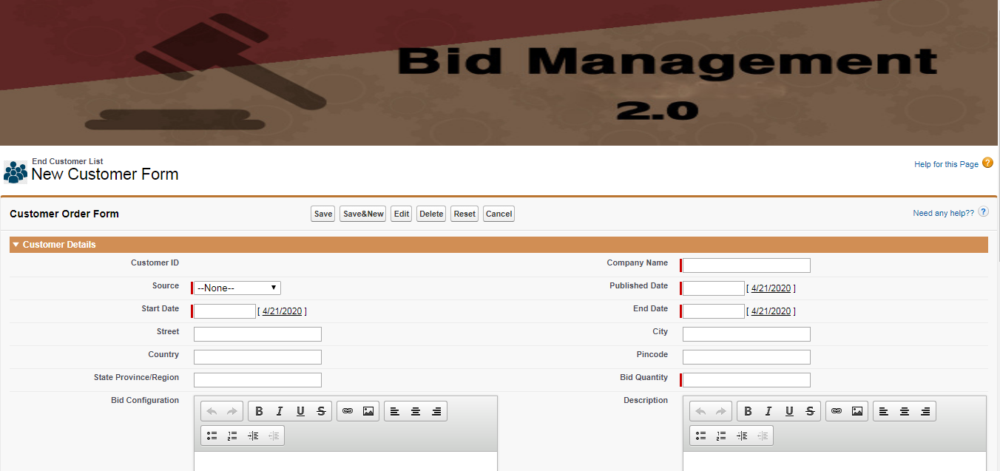 Bid Management
2.0
End Customer List
New Customer Form
Help for this Page ?
Customer Order Form
Save Save&New Edit Delete Reset Cancel
Need any help?? ?
Customer Details
Customer ID
Company Name
Source --None--
Published Date [ 4/21/2020 ]
Start Date [ 4/21/2020 ]
End Date [ 4/21/2020 ]
Street
City
Country
Pincode
State Province/Region
Bid Quantity
Bid Configuration
B I U S
Description
B I U S